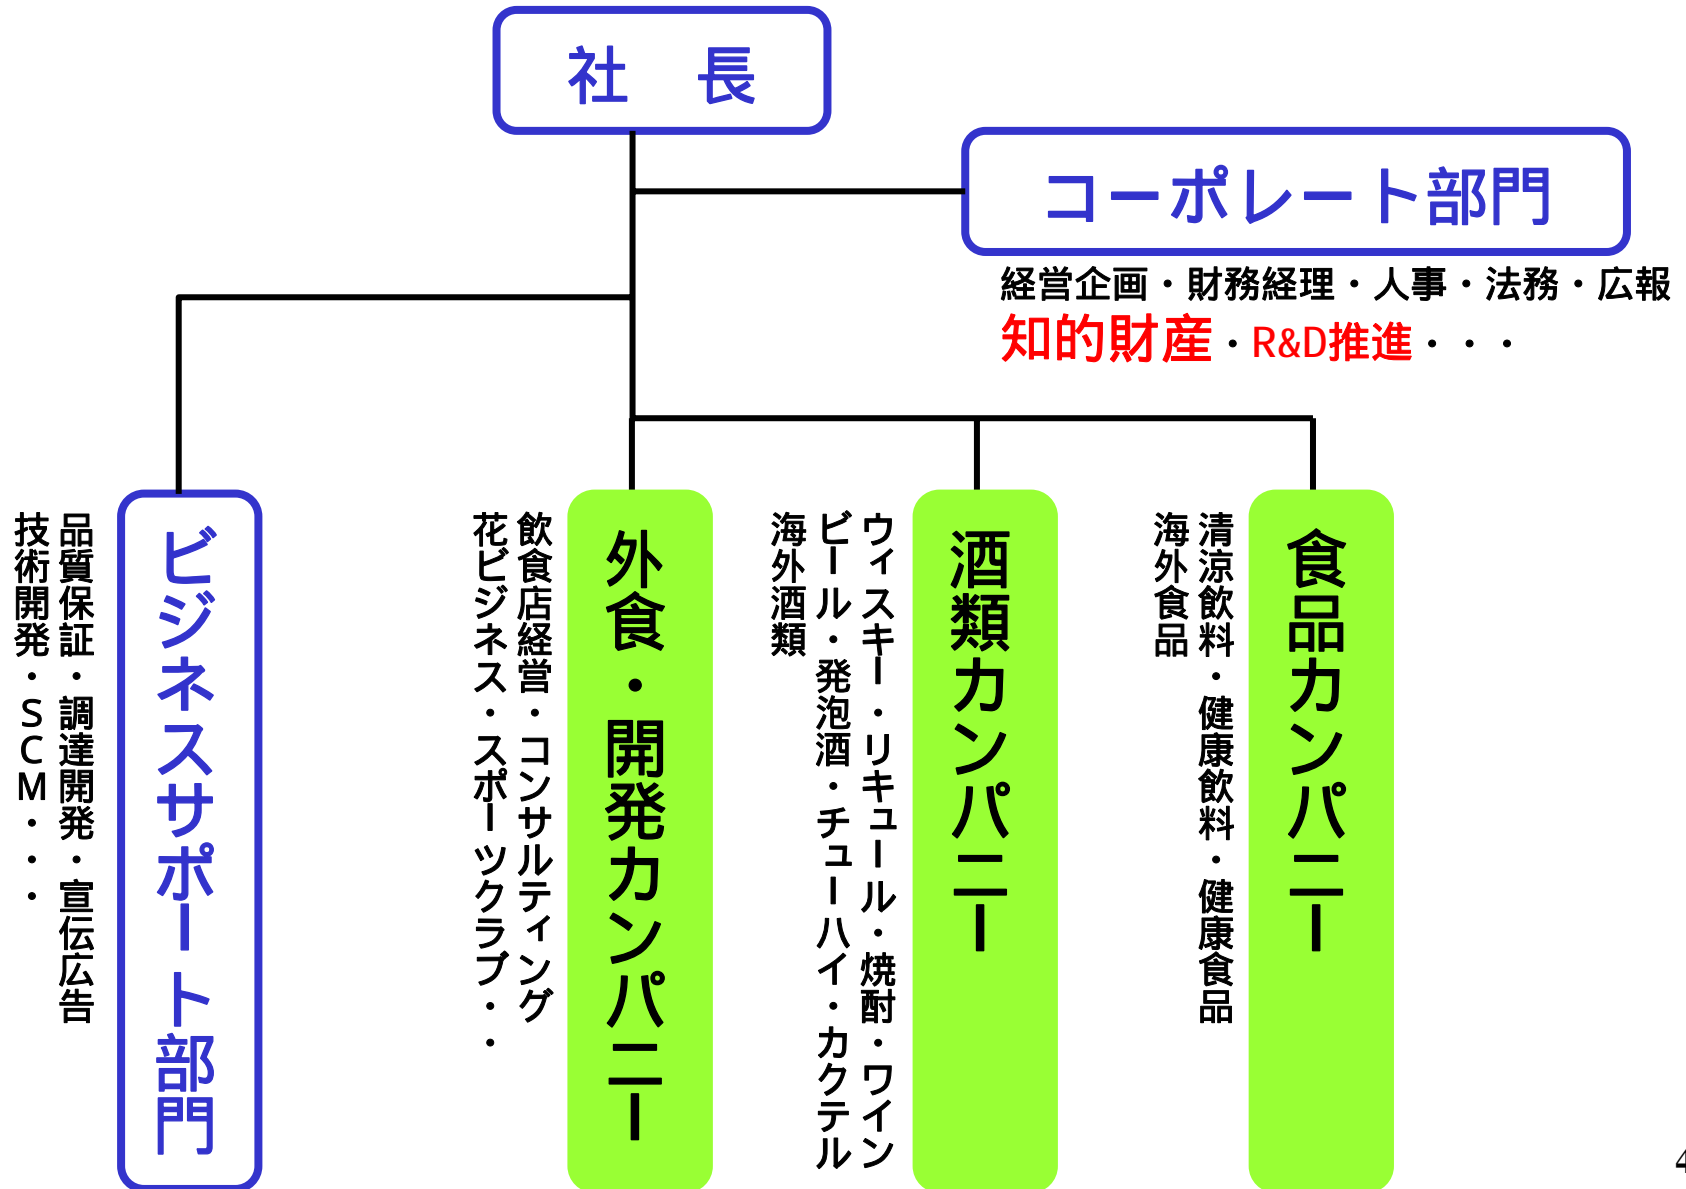 社　長
コーポレート部門
経営企画・財務経理・人事・法務・広報
知的財産・R&D推進・・・
食品カンパニー
清涼飲料・健康飲料・健康食品
海外食品
酒類カンパニー
ウィスキー・リキュール・焼酎・ワイン
ビール・発泡酒・チューハイ・カクテル
海外酒類
外食・開発カンパニー
飲食店経営・コンサルティング
花ビジネス・スポーツクラブ・・
ビジネスサポート部門
品質保証・調達開発・宣伝広告
技術開発・SCM・・・
4